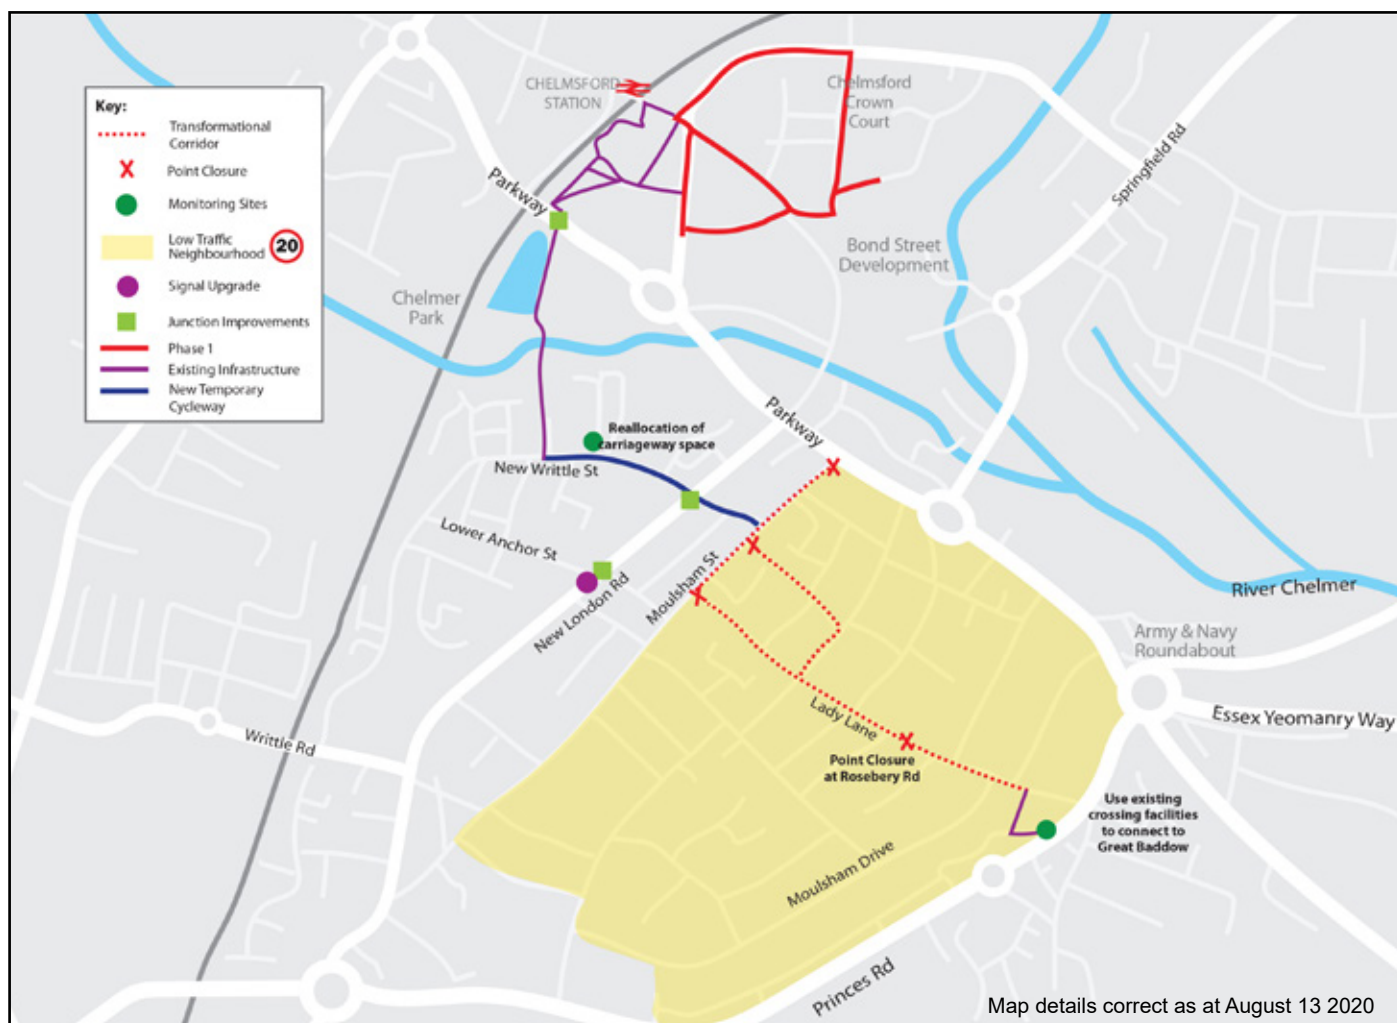 CHELMSFORD
STATION
Chelmsford
Crown
Court
Key:
Transformational
Corridor
X
Point Closure
Monitoring Sites
Low Traffic
Neighbourhood
20
Signal Upgrade
Junction Improvements
Phase 1
Existing Infrastructure
New Temporary
Cycleway
Parkway
Springfield Rd
Bond Street
Development
Chelmer
Park
Parkway
Reallocation of
carriageway space
New Writtle St
Lower Anchor St
New London Rd
Moulsham St
River Chelmer
Army & Navy
Roundabout
Essex Yeomanry Way
Writtle Rd
Lady Lane
Point Closure
at Rosebery Rd
Use existing
crossing facilities
to connect to
Great Baddow
Moulsham Drive
Princes Rd
Map details correct as at August 13 2020